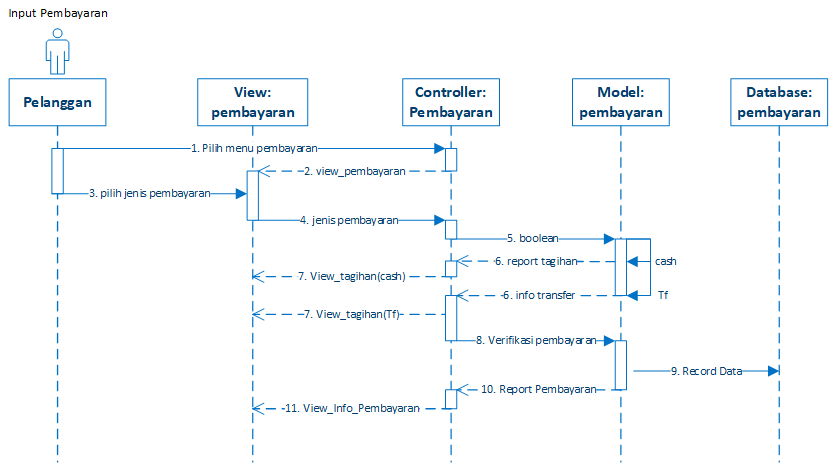 Input Pembayaran
Pelanggan
View:
pembayaran
Controller:
Pembayaran
Model:
pembayaran
Database:
pembayaran
1. Pilih menu pembayaran
2. view_pembayaran
3. pilih jenis pembayaran
4. jenis pembayaran
5. boolean
6. report tagihan
cash
7. View_tagihan(cash)
6. info transfer
Tf
7. View_tagihan(Tf)
8. Verifikasi pembayaran
9. Record Data
10. Report Pembayaran
11. View_Info_Pembayaran